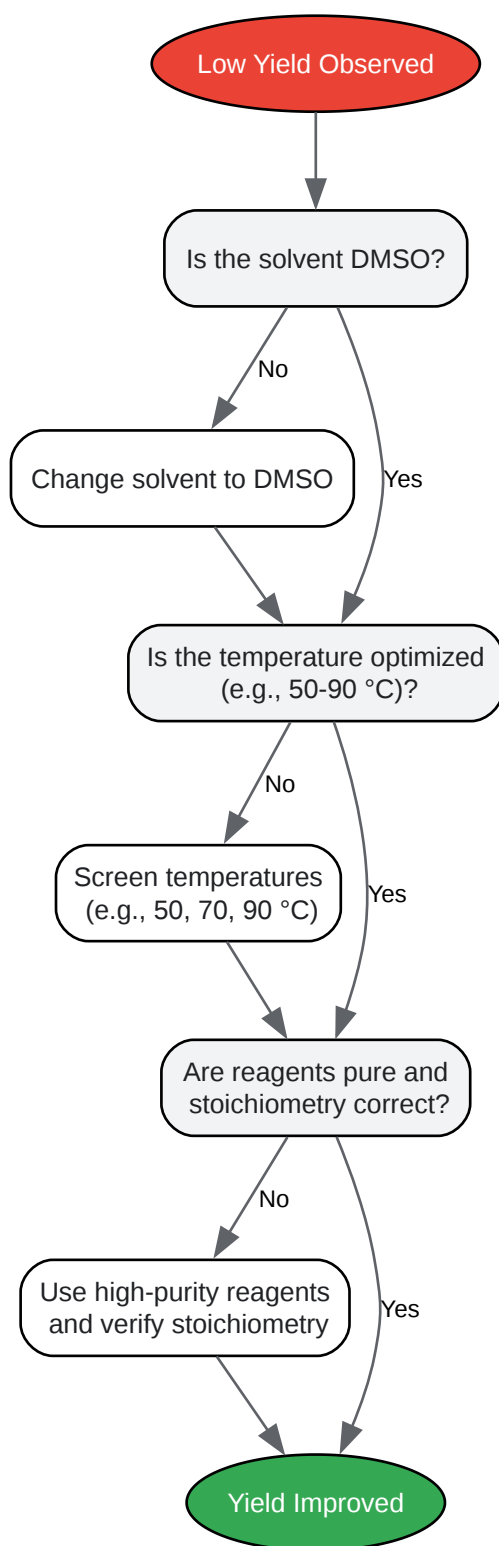 Low Yield Observed
Is the solvent DMSO?
No
Change solvent to DMSO
Yes
Is the temperature optimized
(e.g., 50-90 °C)?
No
Screen temperatures
(e.g., 50, 70, 90 °C)
Yes
Are reagents pure and
stoichiometry correct?
No
Use high-purity reagents
and verify stoichiometry
Yes
Yield Improved